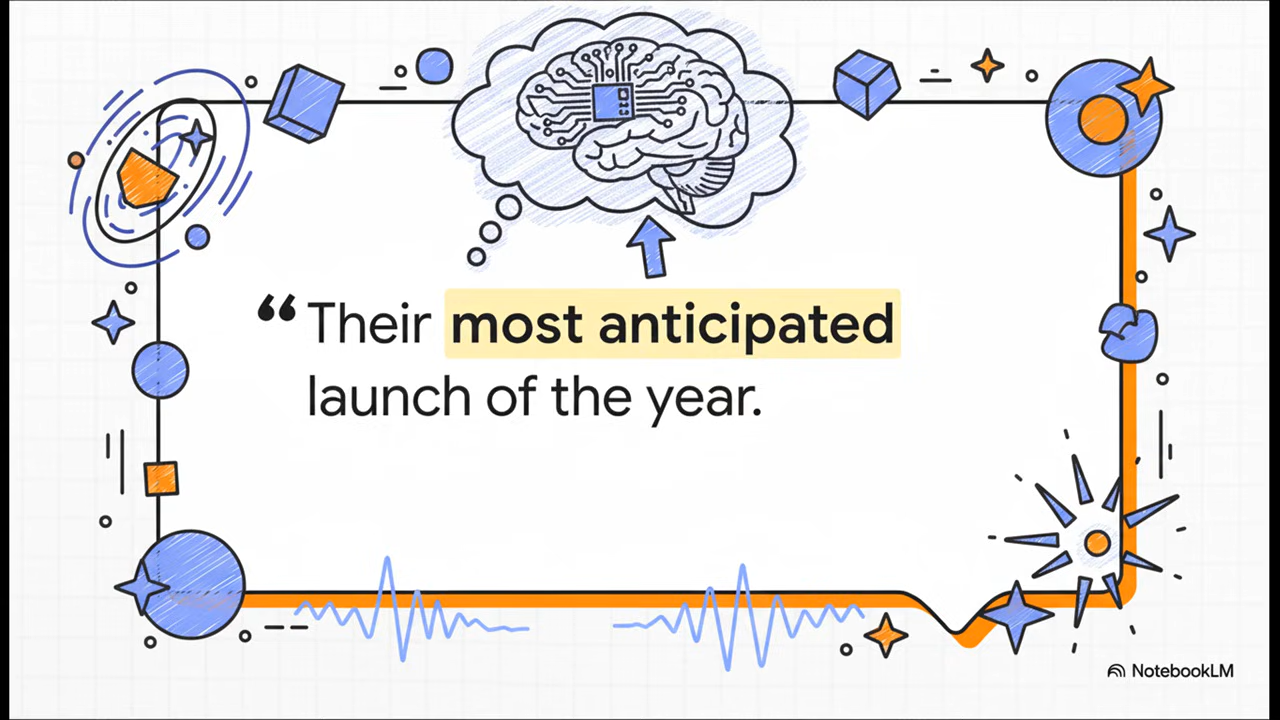 “Their most anticipated
launch of the year.
NotebookLM